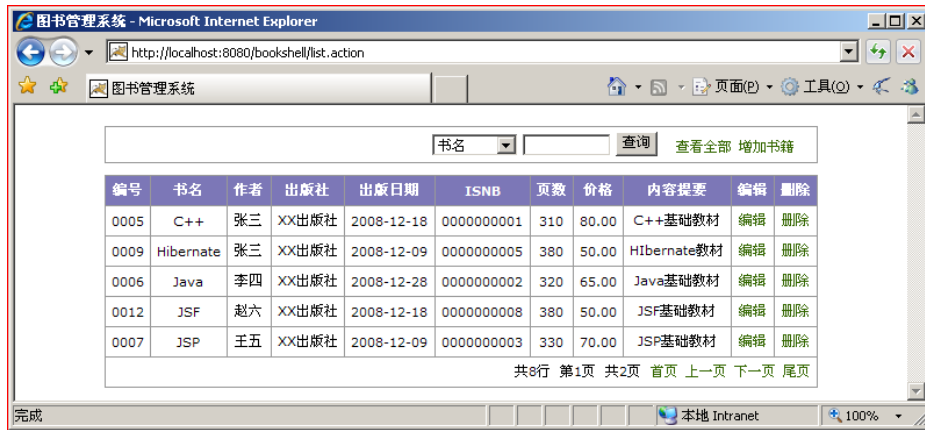 图书管理系统 - Microsoft Internet Explorer
http://localhost:8080/bookshell/list.action
图书管理系统 页面(P) 工具(O)
书名 查询 查看全部 增加书籍
编号 书名 作者 出版社 出版日期 ISNB 页数 价格 内容提要 编辑 删除
0005 C++ 张三 XX出版社 2008-12-18 0000000001 310 80.00 C++基础教材 编辑 删除
0009 Hibernate 张三 XX出版社 2008-12-09 0000000005 380 50.00 HIbernate教材 编辑 删除
0006 Java 李四 XX出版社 2008-12-28 0000000002 320 65.00 Java基础教材 编辑 删除
0012 JSF 赵六 XX出版社 2008-12-09 0000000008 380 50.00 JSF基础教材 编辑 删除
0007 JSP 王五 XX出版社 2008-12-09 0000000003 330 70.00 JSP基础教材 编辑 删除
共8行 第1页 共2页 首页 上一页 下一页 尾页
完成 本地 Intranet 100%